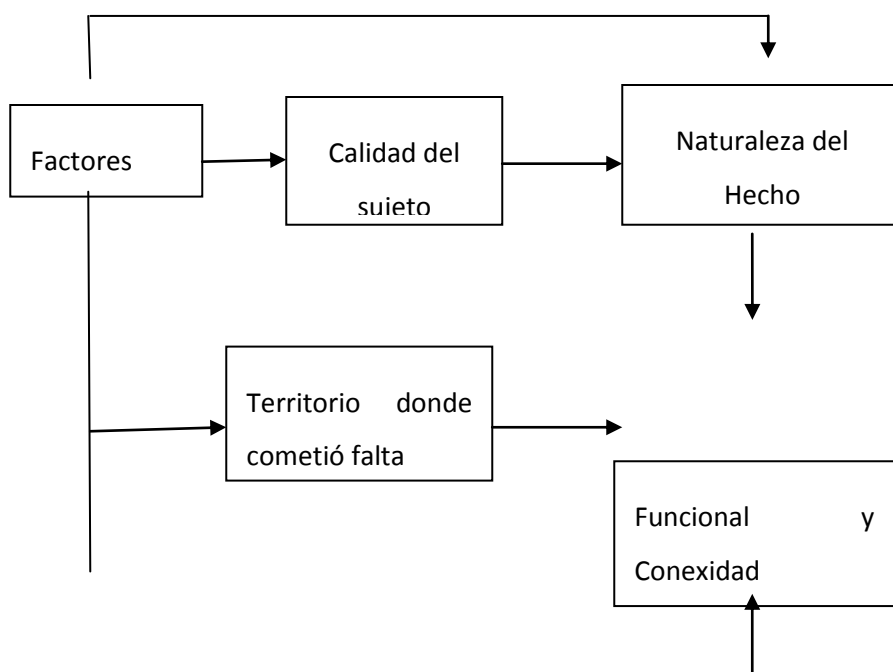 Factores
Calidad del
sujeto
Naturaleza del
Hecho
Territorio donde
cometió falta
Funcional y
Conexidad